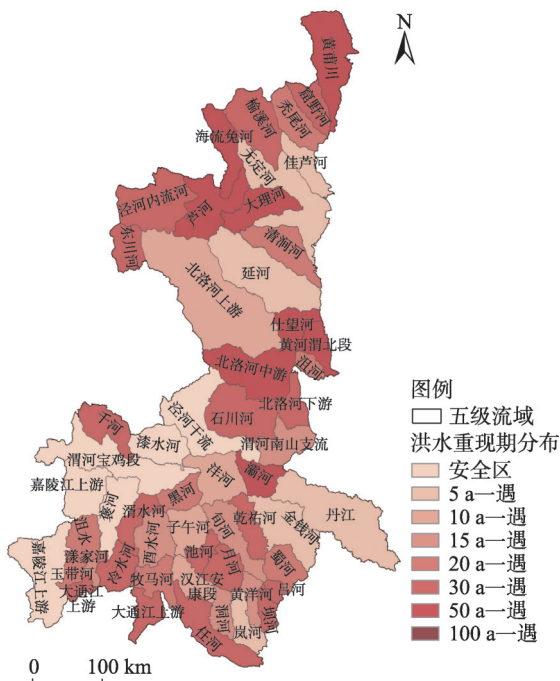 N
黄甫川
窟野河
秃尾河
榆溪河
海流兔河
无定河
佳芦河
泾河内流河
芦河
大理河
东川河
清涧河
延河
北洛河上游
仕望河
黄河渭北段
沮河
北洛河中游
北洛河下游
石川河
泾河干流
千河
漆水河
渭河南山支流
渭河宝鸡段
灞河
沣河
黑河
嘉陵江上游
褒河
湑水河
子午河
旬河
乾祐河
金钱河
丹江
沮水
酉水河
池河
月河
蜀河
漾家河
冷水河
玉带河
牧马河
汉江安
康段
黄洋河
吕河
坝河
大通江
上游
大通江上游
任河
洞河
岚河
嘉陵江上游
图例
五级流域
洪水重现期分布
安全区
5 a一遇
10 a一遇
15 a一遇
20 a一遇
30 a一遇
50 a一遇
100 a一遇
0 100 km